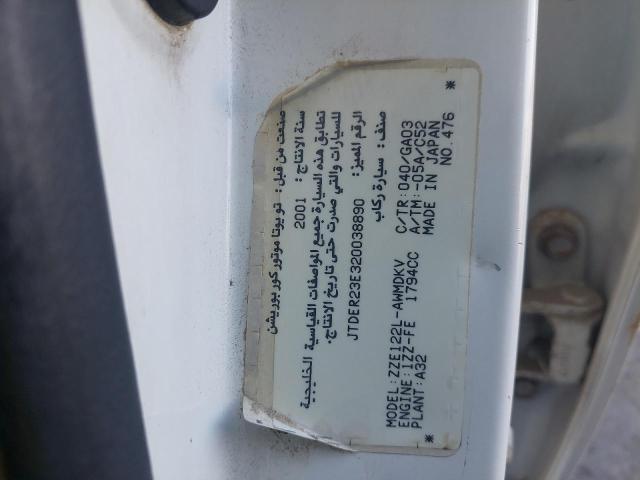 صنعت من قبل : تويوتا موتور كوربوريشن
سنة الانتاج : 2001
تطابق هذه السيارة جميع المواصفات القياسية الخليجية
للسيارات والتي صدرت حتى تاريخ الانتاج.
الرقم المميز: JTDER23E320038890
صنف : سيارة ركاب
MODEL:ZZE122L-AWMDKV C/TR:040/GA03
ENGINE:1ZZ-FE 1794CC A/TM:-05A/C52
PLANT:A32 MADE IN JAPAN
* NO.476 *